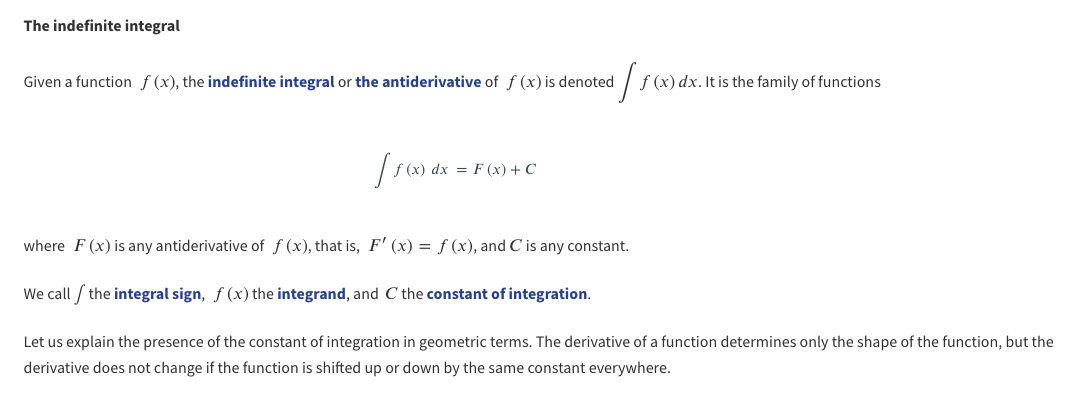 The indefinite integral
Given a function f (x), the indefinite integral or the antiderivative of f (x) is denoted ∫ f (x) dx. It is the family of functions
∫ f (x) dx = F (x) + C
where F (x) is any antiderivative of f (x), that is, F′ (x) = f (x), and C is any constant.
We call ∫ the integral sign, f (x) the integrand, and C the constant of integration.
Let us explain the presence of the constant of integration in geometric terms. The derivative of a function determines only the shape of the function, but the
derivative does not change if the function is shifted up or down by the same constant everywhere.